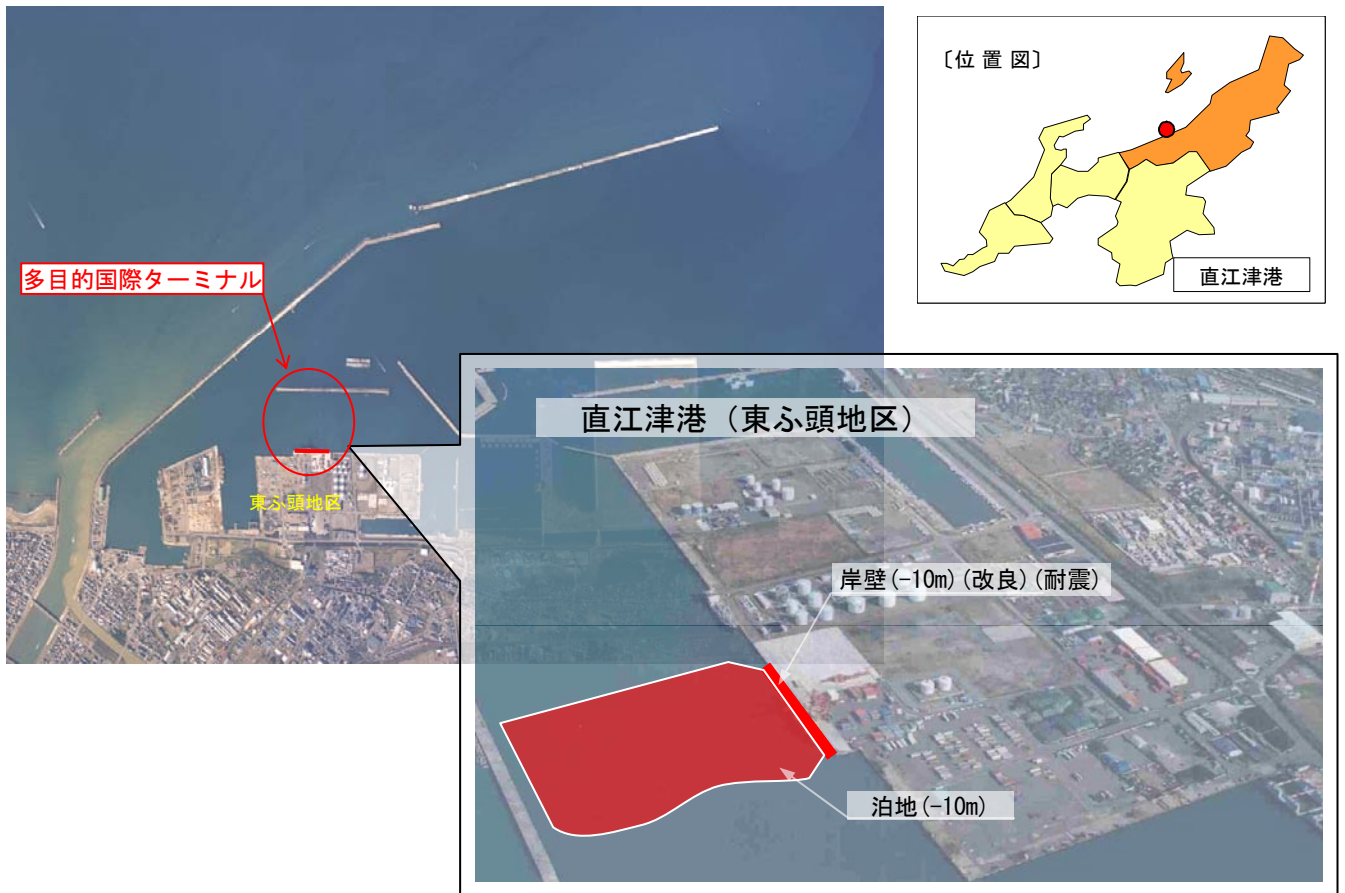 〔位 置 図〕
直江津港
多目的国際ターミナル
東ふ頭地区
直江津港（東ふ頭地区）
岸壁(-10m)(改良)(耐震)
泊地(-10m)